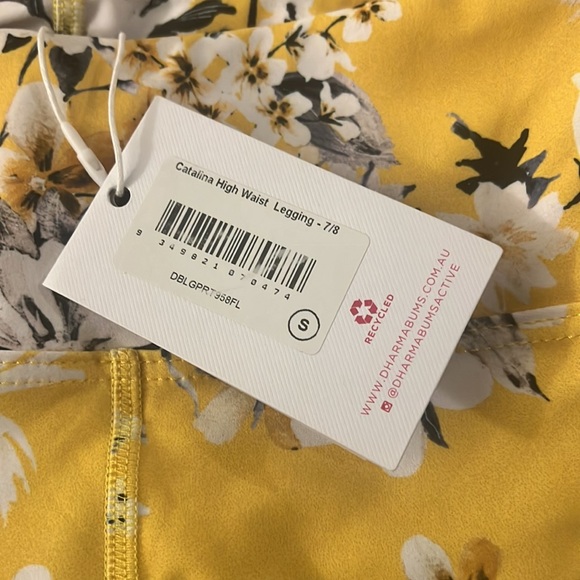 Catalina High Waist Legging - 7/8
9 349821 070474
DBLGPRT958FL
S
RECYCLED
WWW.DHARMABUMS.COM.AU
@DHARMABUMSACTIVE